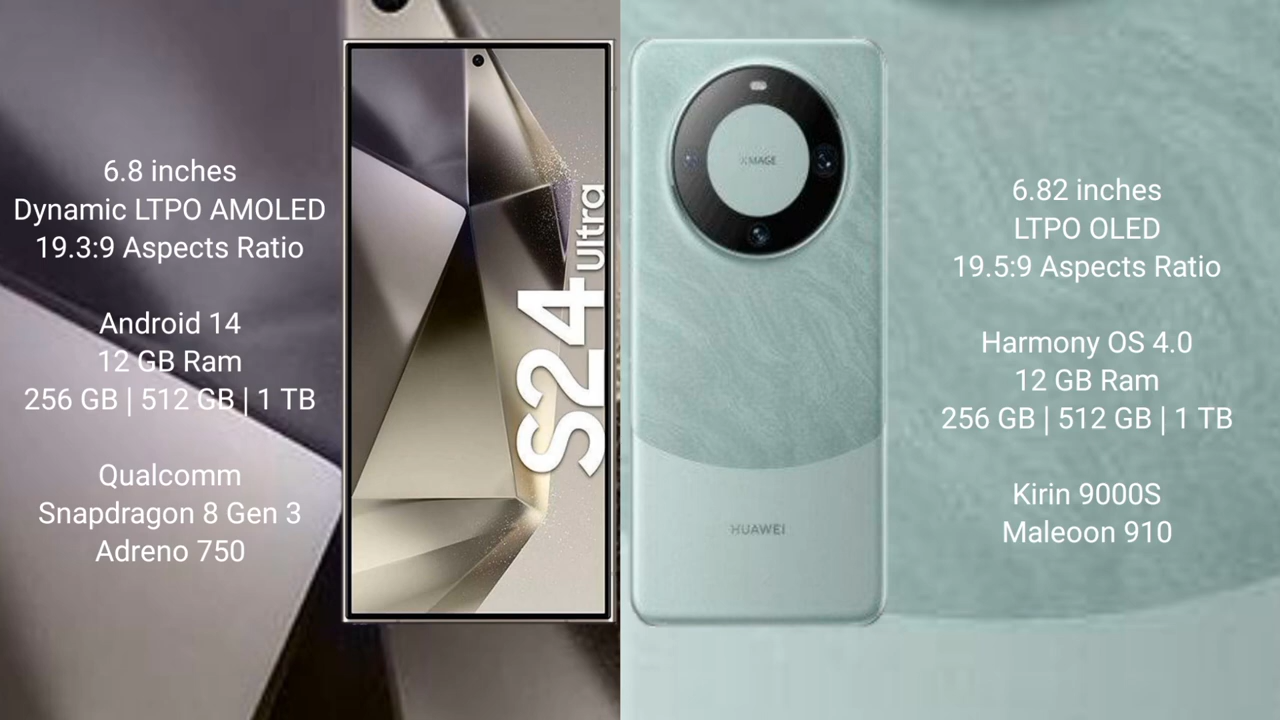 6.8 inches
Dynamic LTPO AMOLED
19.3:9 Aspects Ratio
Android 14
12 GB Ram
256 GB | 512 GB | 1 TB
Qualcomm
Snapdragon 8 Gen 3
Adreno 750
S24 ultra
XMAGE
HUAWEI
6.82 inches
LTPO OLED
19.5:9 Aspects Ratio
Harmony OS 4.0
12 GB Ram
256 GB | 512 GB | 1 TB
Kirin 9000S
Maleoon 910